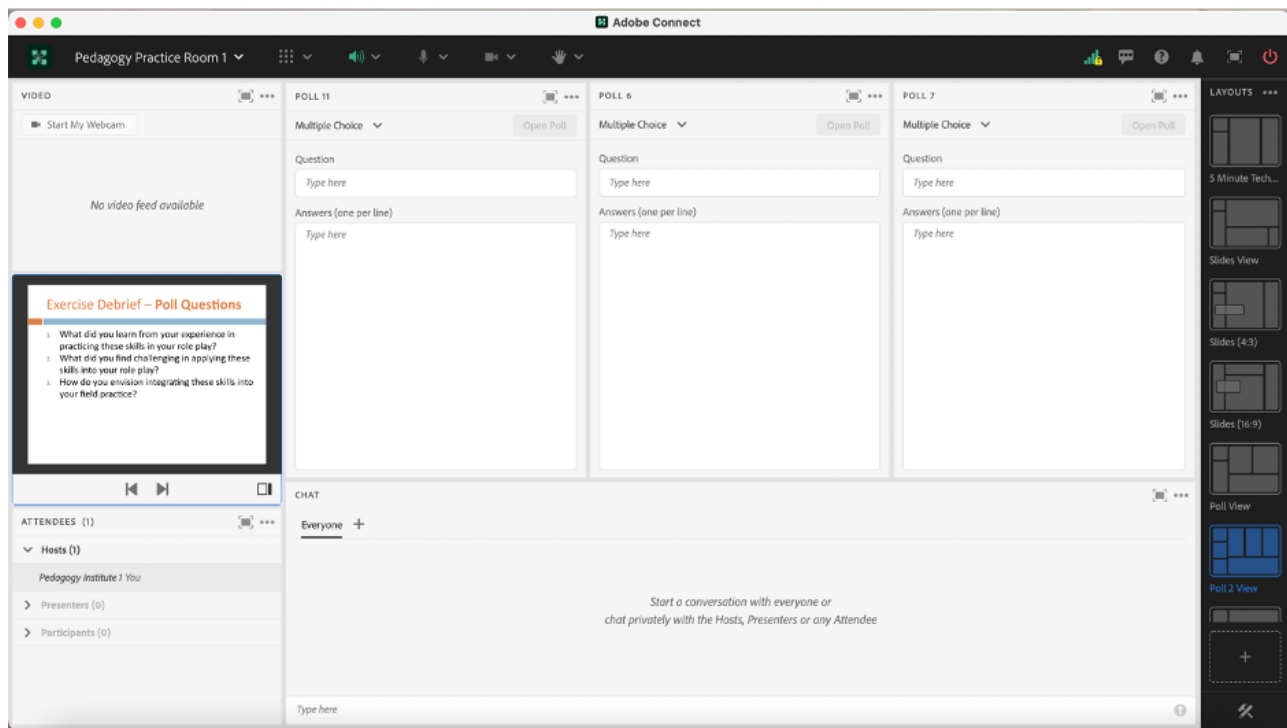 Adobe Connect
Pedagogy Practice Room 1
VIDEO
Start My Webcam
No video feed available
Exercise Debrief – Poll Questions
1. What did you learn from your experience in
practicing these skills in your role play?
2. What did you find challenging in applying these
skills into your role play?
3. How do you envision integrating these skills into
your field practice?
ATTENDEES (1)
Hosts (1)
Pedagogy Institute 1 You
Presenters (0)
Participants (0)
POLL 11
Multiple Choice
Open Poll
Question
Type here
Answers (one per line)
Type here
POLL 6
Multiple Choice
Open Poll
Question
Type here
Answers (one per line)
Type here
POLL 7
Multiple Choice
Open Poll
Question
Type here
Answers (one per line)
Type here
CHAT
Everyone
Start a conversation with everyone or
chat privately with the Hosts, Presenters or any Attendee
Type here
LAYOUTS
5 Minute Tech...
Slides View
Slides (4:3)
Slides (16:9)
Poll View
Poll 2 View